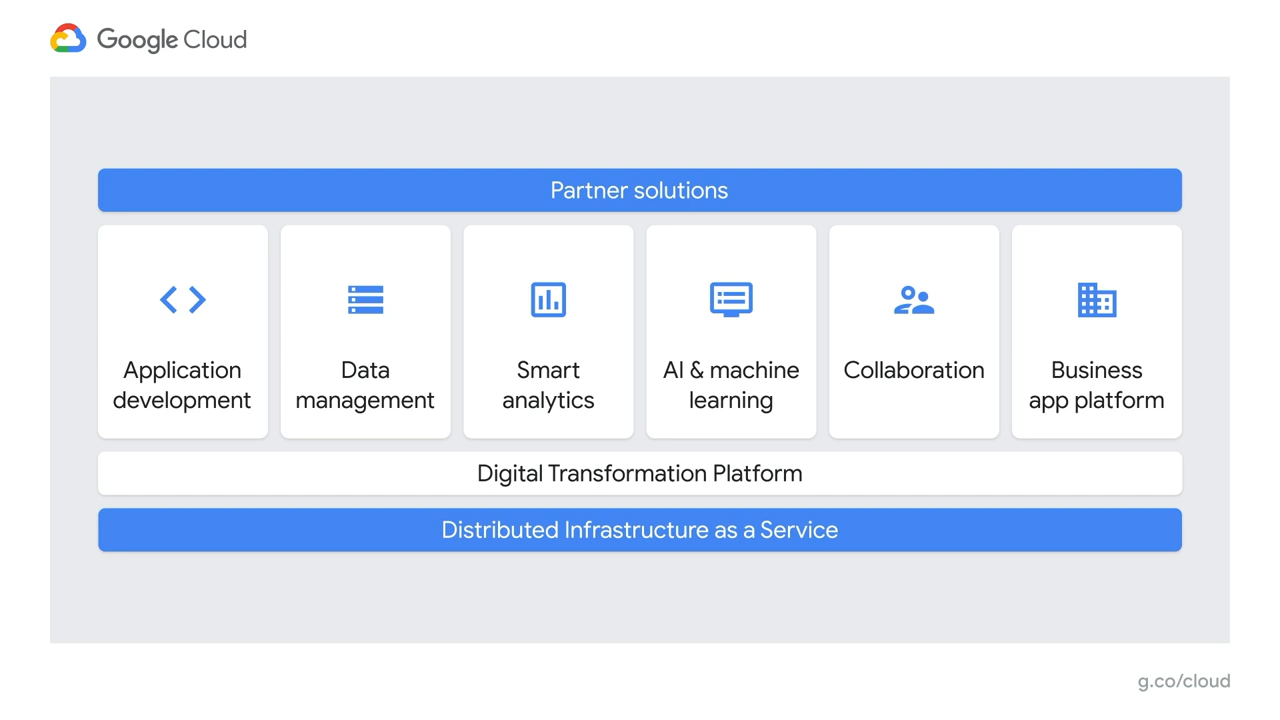 Google Cloud
Partner solutions
Application
development
Data
management
Smart
analytics
AI & machine
learning
Collaboration
Business
app platform
Digital Transformation Platform
Distributed Infrastructure as a Service
g.co/cloud